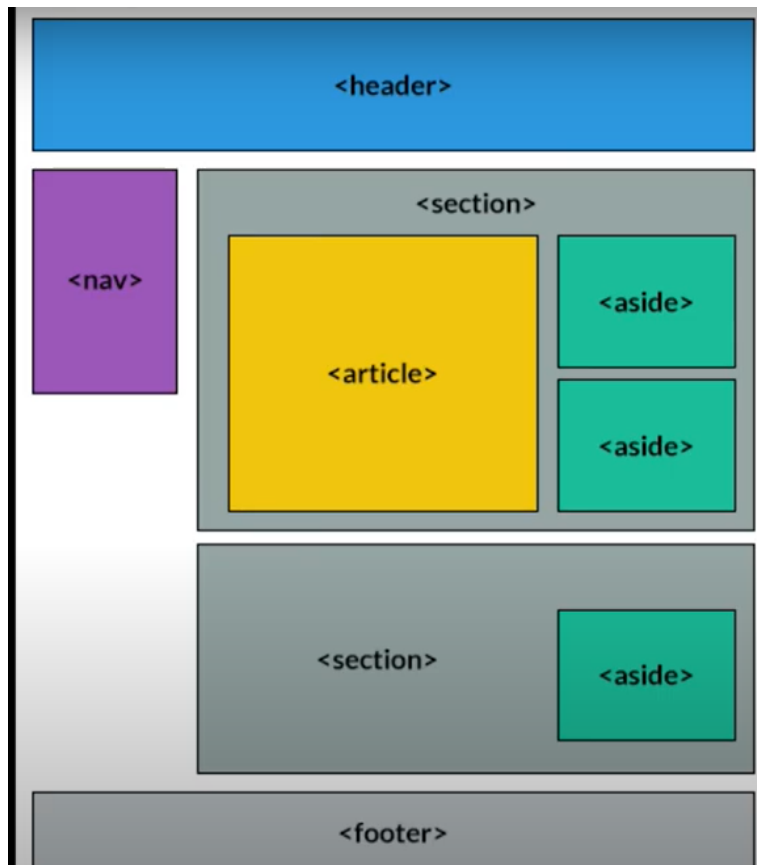 <header>
<nav>
<section>
<article>
<aside>
<aside>
<section>
<aside>
<footer>